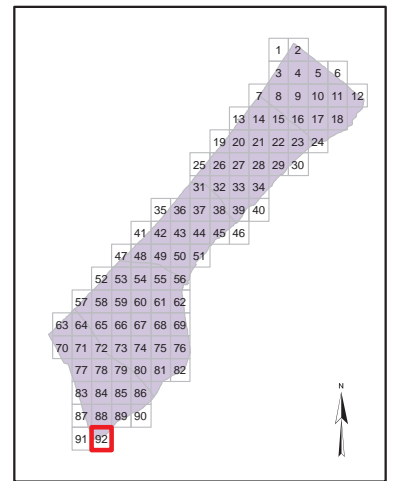 1 2
3 4 5 6
7 8 9 10 11 12
13 14 15 16 17 18
19 20 21 22 23 24
25 26 27 28 29 30
31 32 33 34
35 36 37 38 39 40
41 42 43 44 45 46
47 48 49 50 51
52 53 54 55 56
57 58 59 60 61 62
63 64 65 66 67 68 69
70 71 72 73 74 75 76
77 78 79 80 81 82
83 84 85 86
N
87 88 89 90
91 92